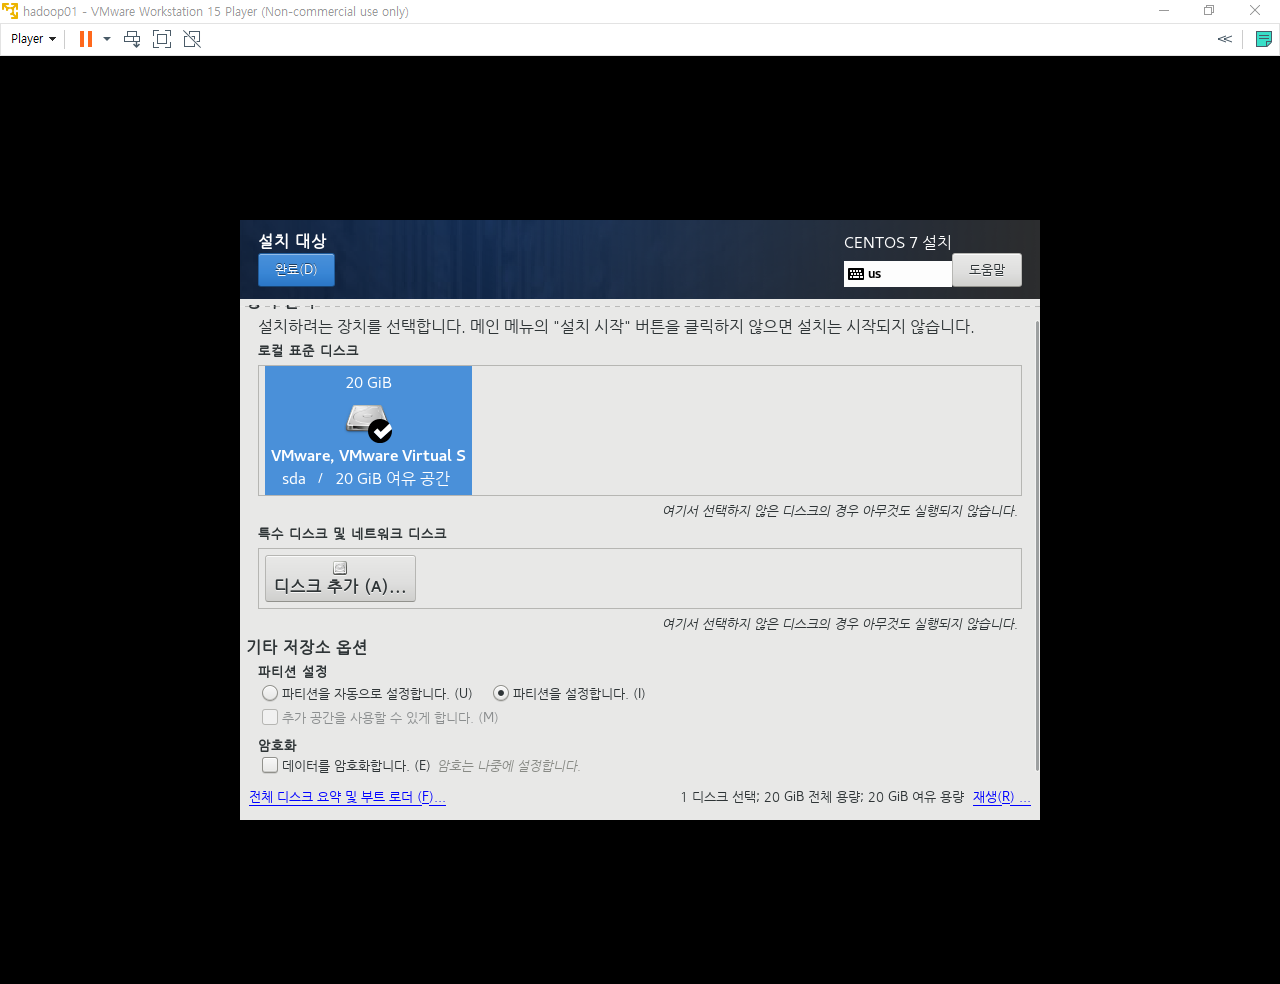 hadoop01 - VMware Workstation 15 Player (Non-commercial use only)
Player
설치 대상
CENTOS 7 설치
완료(D)
us
도움말
설치하려는 장치를 선택합니다. 메인 메뉴의 "설치 시작" 버튼을 클릭하지 않으면 설치는 시작되지 않습니다.
로컬 표준 디스크
20 GiB
VMware, VMware Virtual S
sda / 20 GiB 여유 공간
여기서 선택하지 않은 디스크의 경우 아무것도 실행되지 않습니다.
특수 디스크 및 네트워크 디스크
디스크 추가 (A)...
여기서 선택하지 않은 디스크의 경우 아무것도 실행되지 않습니다.
기타 저장소 옵션
파티션 설정
파티션을 자동으로 설정합니다. (U) 파티션을 설정합니다. (I)
추가 공간을 사용할 수 있게 합니다. (M)
암호화
데이터를 암호화합니다. (E) 암호는 나중에 설정합니다.
전체 디스크 요약 및 부트 로더 (F)... 1 디스크 선택; 20 GiB 전체 용량; 20 GiB 여유 용량 재생(R) ...